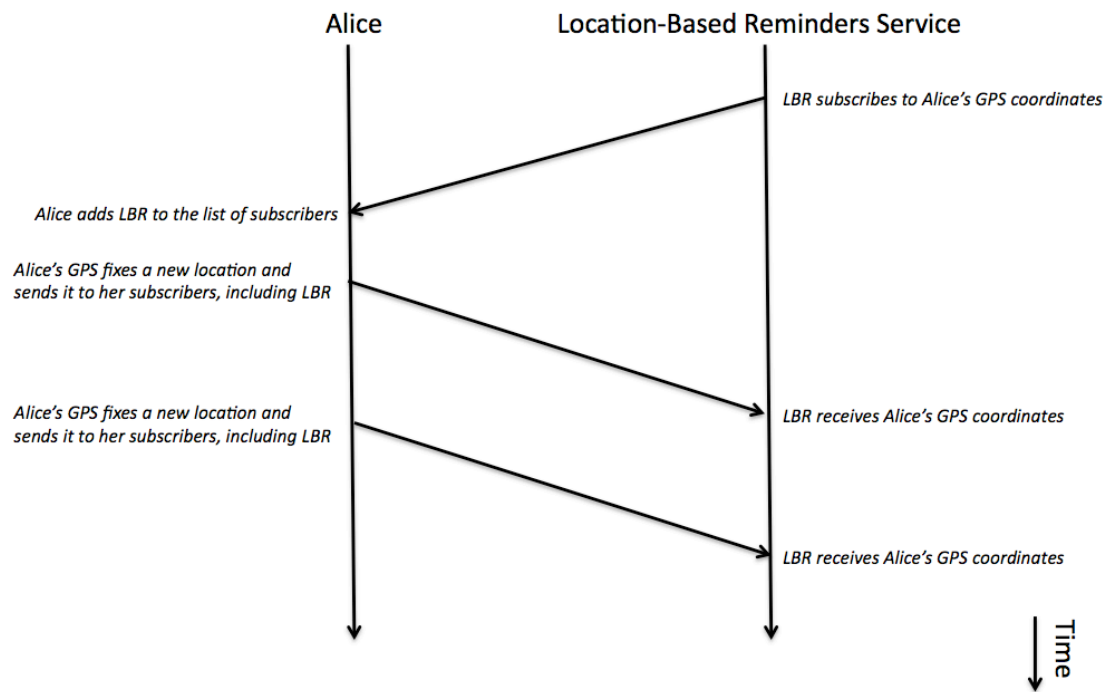 Alice
Location-Based Reminders Service
LBR subscribes to Alice's GPS coordinates
Alice adds LBR to the list of subscribers
Alice's GPS fixes a new location and
sends it to her subscribers, including LBR
LBR receives Alice's GPS coordinates
Alice's GPS fixes a new location and
sends it to her subscribers, including LBR
LBR receives Alice's GPS coordinates
Time